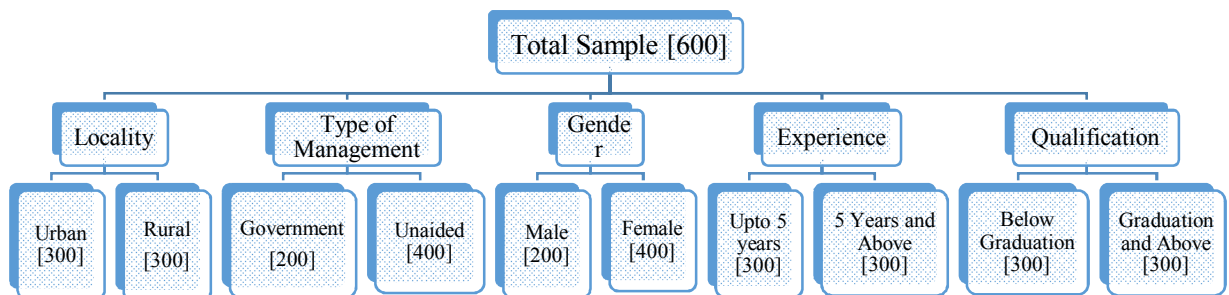 Total Sample [600]
Locality
Type of
Management
Gende
r
Experience
Qualification
Urban
[300]
Rural
[300]
Government
[200]
Unaided
[400]
Male
[200]
Female
[400]
Upto 5
years
[300]
5 Years and
Above
[300]
Below
Graduation
[300]
Graduation
and Above
[300]